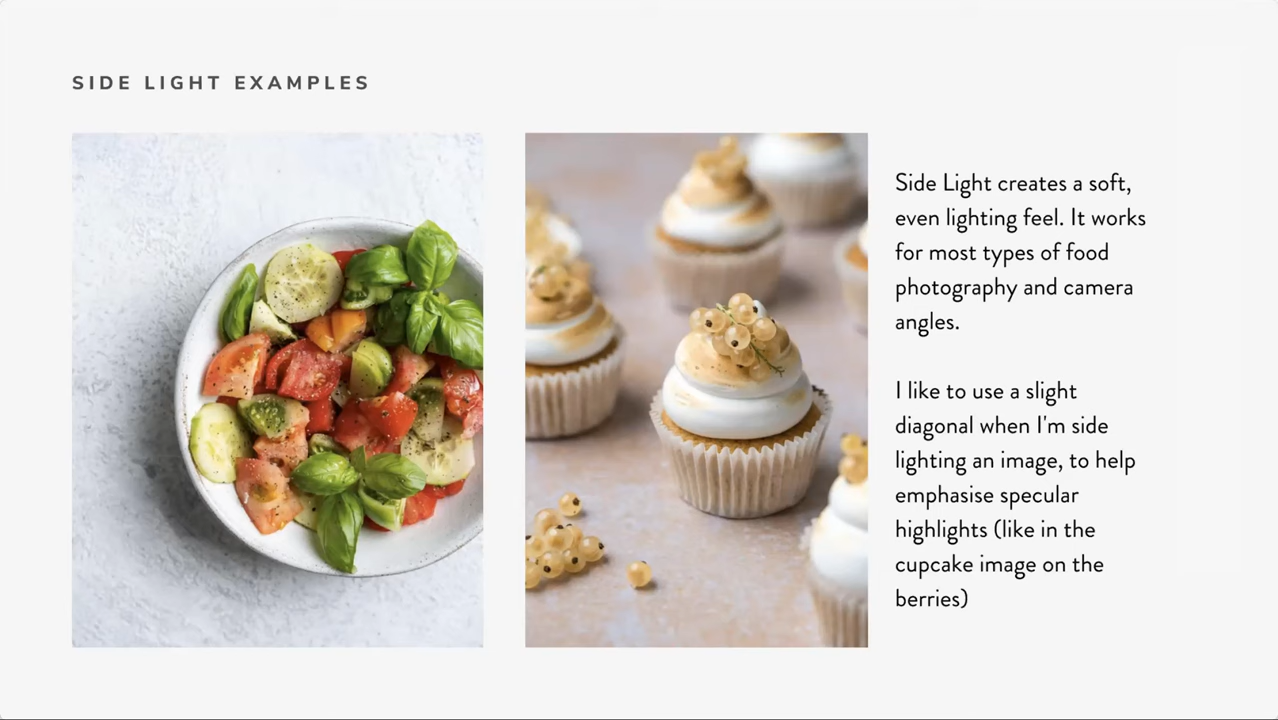 SIDE LIGHT EXAMPLES
Side Light creates a soft,
even lighting feel. It works
for most types of food
photography and camera
angles.
I like to use a slight
diagonal when I'm side
lighting an image, to help
emphasise specular
highlights (like in the
cupcake image on the
berries)